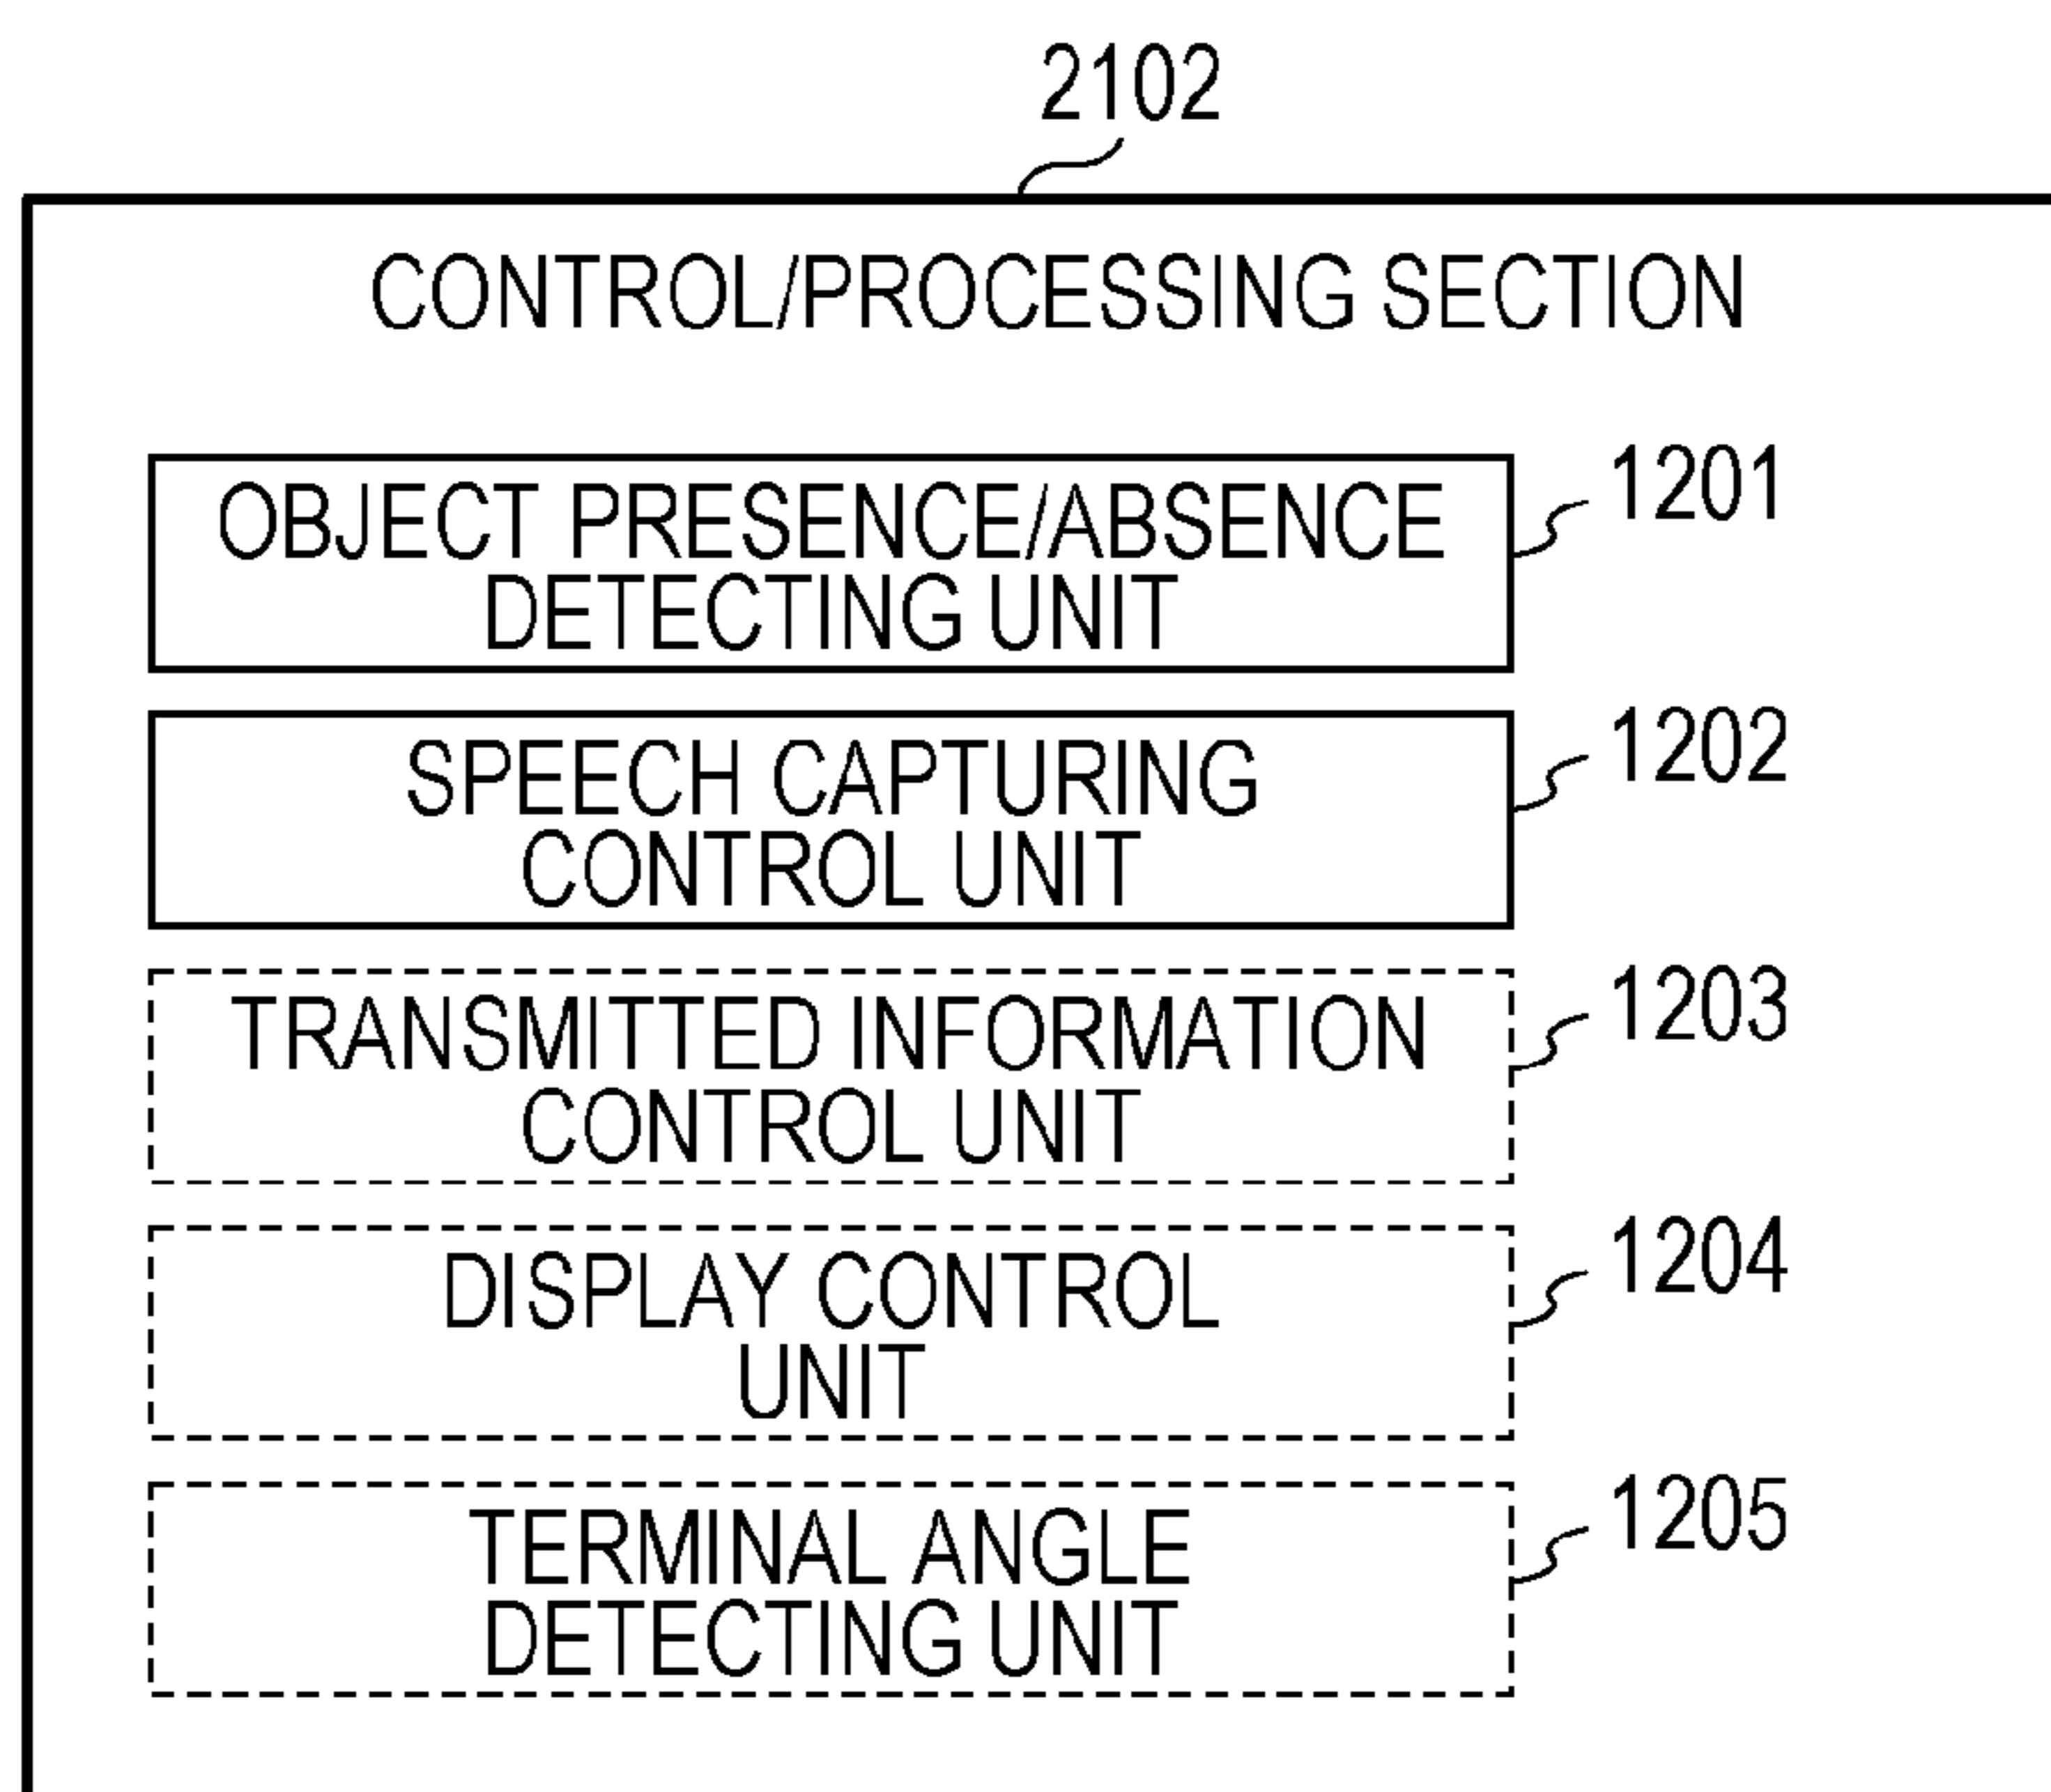 2102
CONTROL/PROCESSING SECTION
OBJECT PRESENCE/ABSENCE
DETECTING UNIT
1201
SPEECH CAPTURING
CONTROL UNIT
1202
TRANSMITTED INFORMATION
CONTROL UNIT
1203
DISPLAY CONTROL
UNIT
1204
TERMINAL ANGLE
DETECTING UNIT
1205